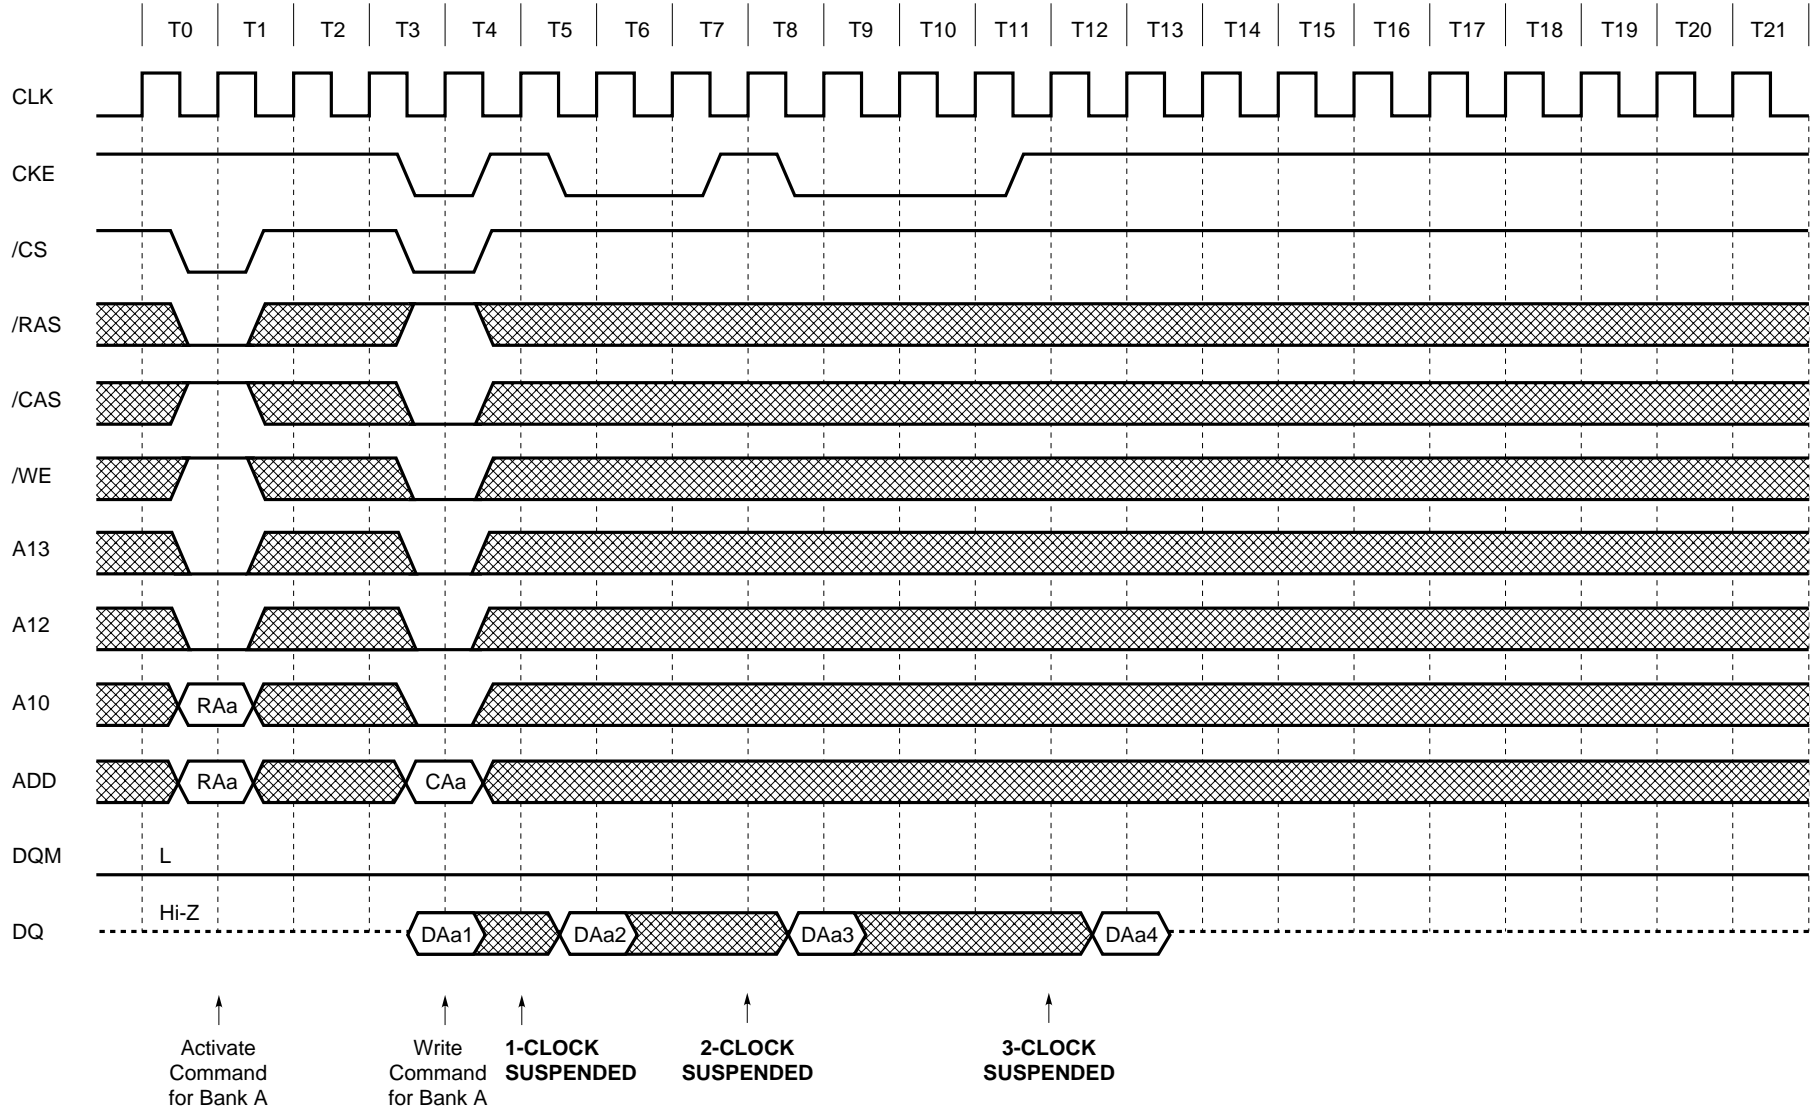 T0 T1 T2 T3 T4 T5 T6 T7 T8 T9 T10 T11 T12 T13 T14 T15 T16 T17 T18 T19 T20 T21
CLK
CKE
/CS
/RAS
/CAS
/WE
A13
A12
A10 RAa
ADD RAa CAa
DQM L
Hi-Z
DQ DAa1 DAa2 DAa3 DAa4
Activate
Command
for Bank A
Write
Command
for Bank A
1-CLOCK
SUSPENDED
2-CLOCK
SUSPENDED
3-CLOCK
SUSPENDED